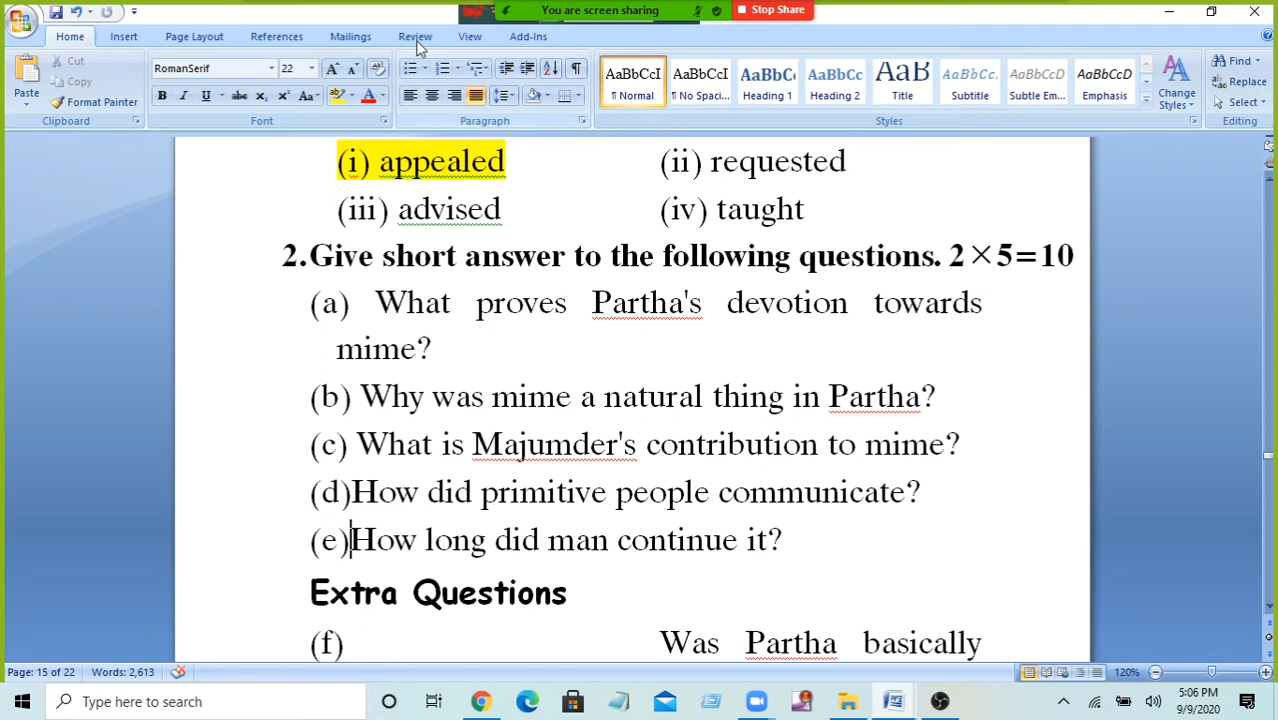 You are screen sharing
Stop Share
Home Insert Page Layout References Mailings Review View Add-Ins
Cut
Copy
Format Painter
Paste
Clipboard
RomanSerif 22
Font
Paragraph
AaBbCcI AaBbCcI AaBbC AaBbCc AaB AaBbCcI AaBbCcI AaBbCcI
¶ Normal ¶ No Spaci... Heading 1 Heading 2 Title Subtitle Subtle Em... Emphasis
Styles
Change Styles
Find
Replace
Select
Editing
(i) appealed (ii) requested
(iii) advised (iv) taught
2.Give short answer to the following questions. 2×5=10
(a) What proves Partha's devotion towards
mime?
(b) Why was mime a natural thing in Partha?
(c) What is Majumder's contribution to mime?
(d)How did primitive people communicate?
(e)How long did man continue it?
Extra Questions
(f) Was Partha basically
Page: 15 of 22 Words: 2,613 120%
Type here to search
5:06 PM
9/9/2020